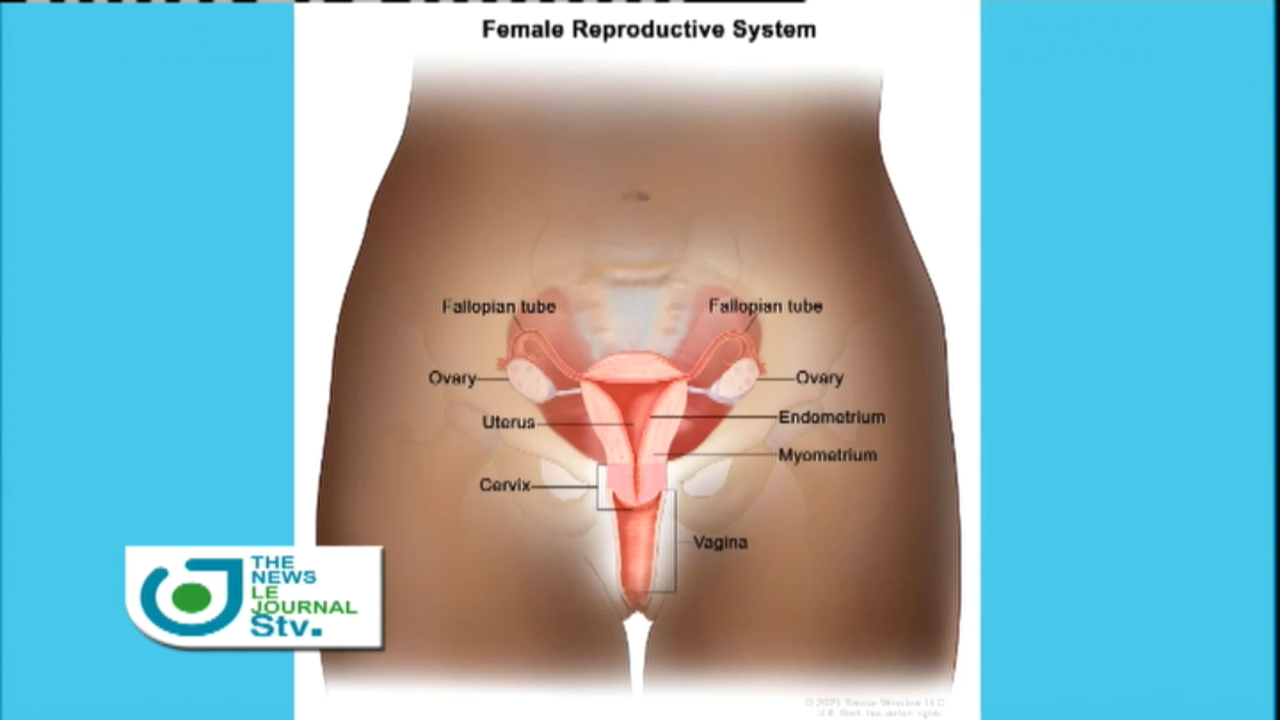 Female Reproductive System
Fallopian tube
Fallopian tube
Ovary
Ovary
Uterus
Endometrium
Myometrium
Cervix
Vagina
THE
NEWS
LE
JOURNAL
Stv.